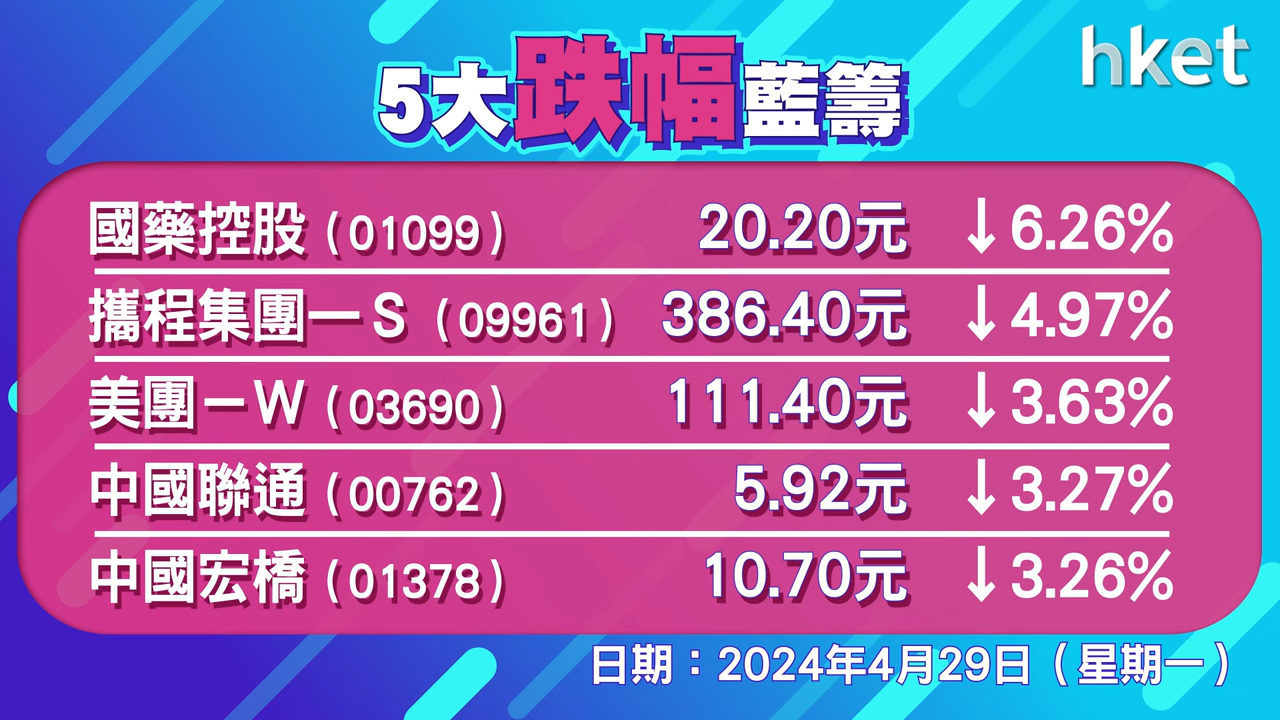 hket
5大跌幅藍籌
國藥控股（01099） 20.20元 ↓6.26%
攜程集團－S（09961） 386.40元 ↓4.97%
美團－W（03690） 111.40元 ↓3.63%
中國聯通（00762） 5.92元 ↓3.27%
中國宏橋（01378） 10.70元 ↓3.26%
日期：2024年4月29日（星期一）